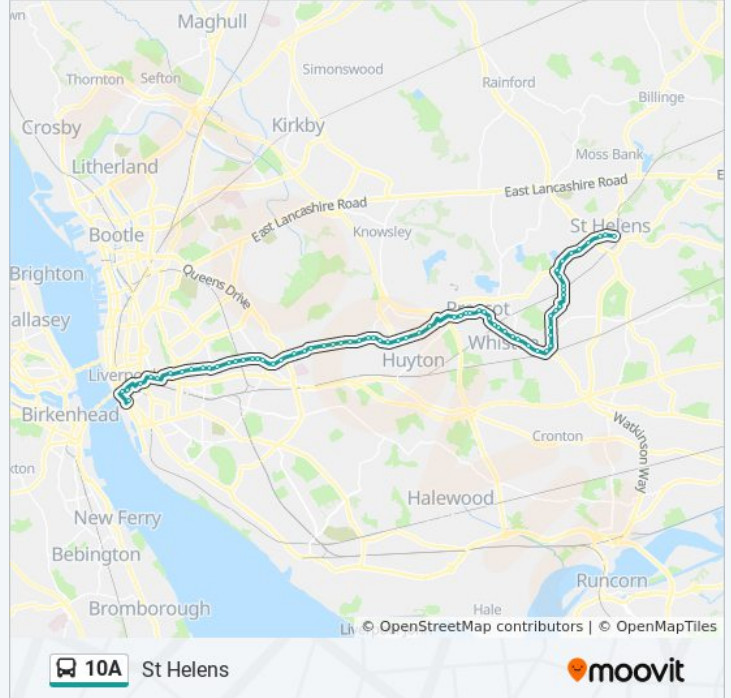 wn
Maghull
Thornton
Sefton
Simonswood
Rainford
Billinge
Crosby
Kirkby
Litherland
Moss Bank
East Lancashire Road
E
East Lancashire Road
St Helens
Bootle
Knowsley
Brighton
Queens Drive
allasey
Huyton
Birkenhead
Cronton
Watkinson Way
xton
Halewood
New Ferry
Bebington
Runcorn
Bromborough
Hale
© OpenStreetMap contributors | © OpenMapTiles
10A St Helens
moovit